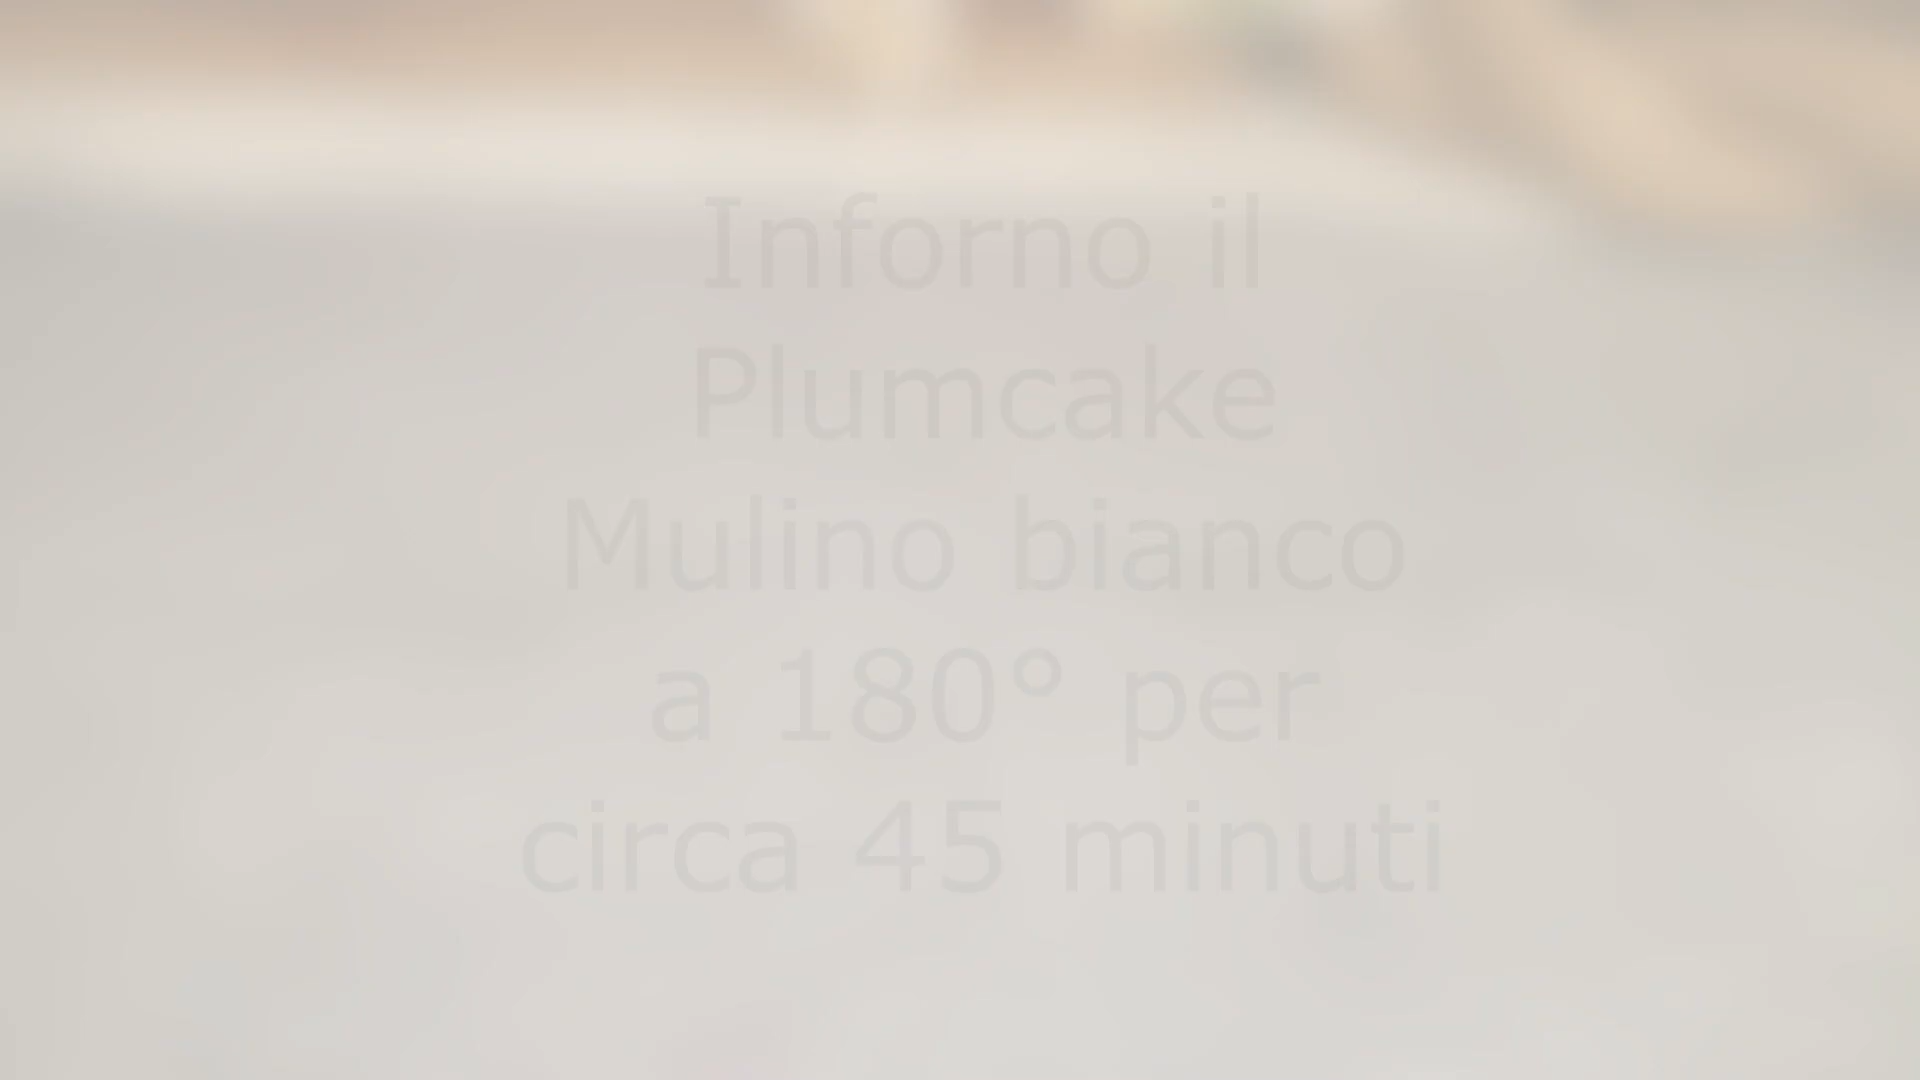 Inforno il
Plumcake
Mulino bianco
a 180° per
circa 45 minuti